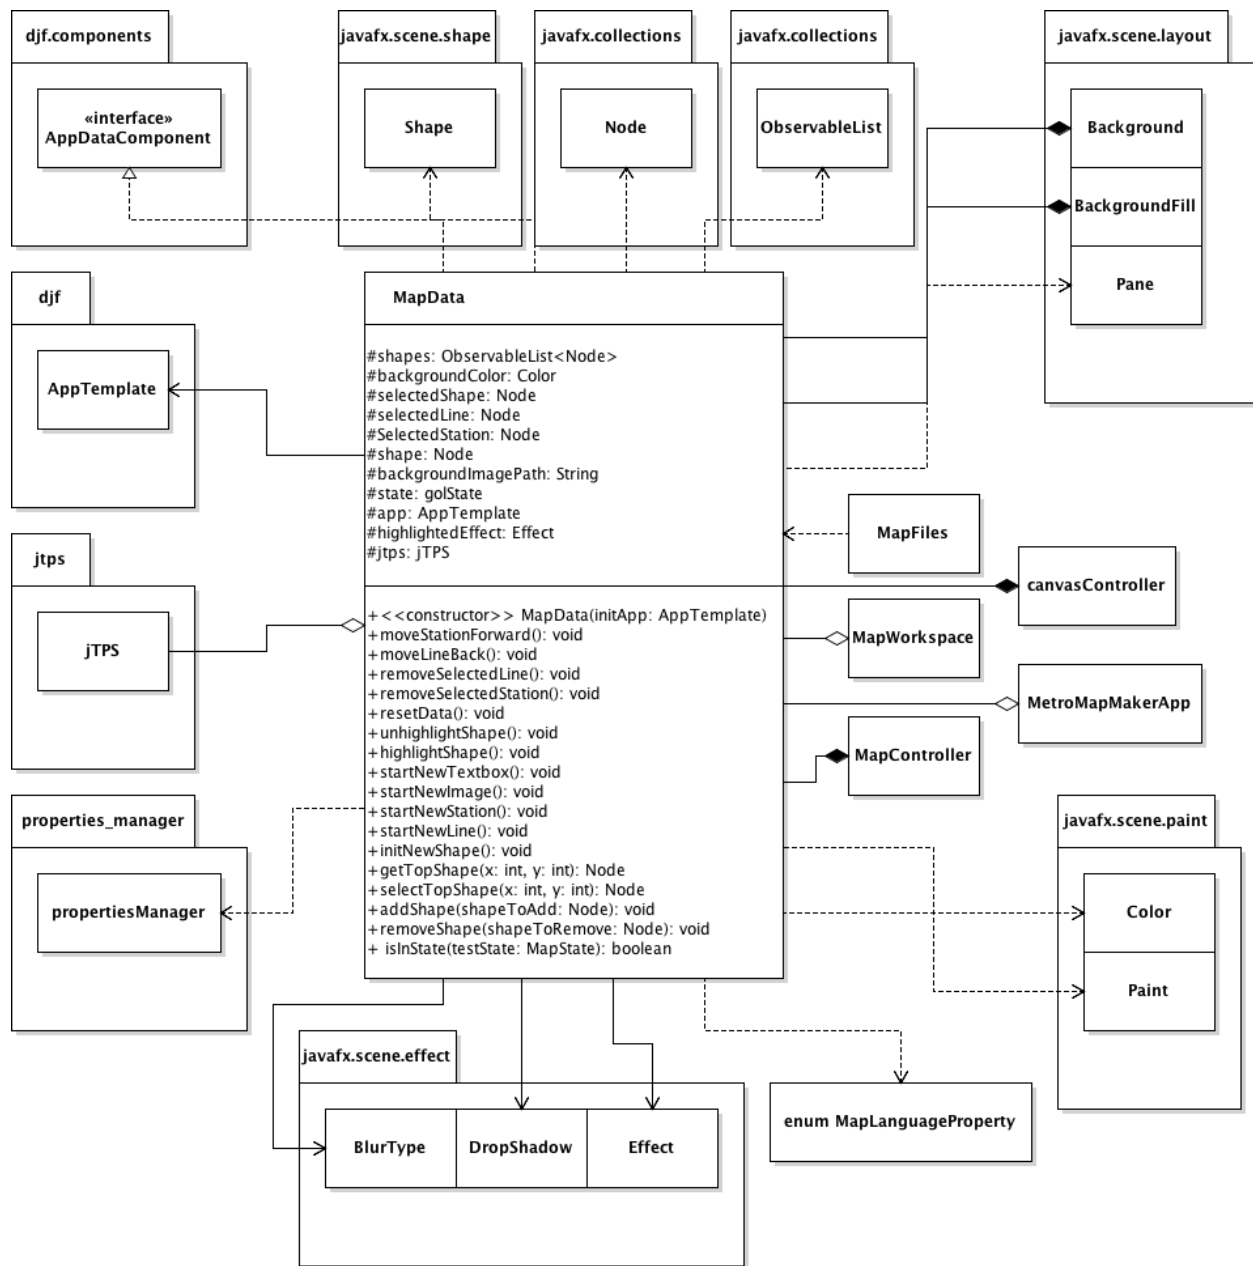 djf.components
javafx.scene.shape
javafx.collections
javafx.collections
javafx.scene.layout
«interface»
AppDataComponent
Shape
Node
ObservableList
Background
BackgroundFill
Pane
djf
AppTemplate
MapData
#shapes: ObservableList<Node>
#backgroundColor: Color
#selectedShape: Node
#selectedLine: Node
#SelectedStation: Node
#shape: Node
#backgroundImagePath: String
#state: golState
#app: AppTemplate
#highlightedEffect: Effect
#jtps: jTPS
+<<constructor>> MapData(initApp: AppTemplate)
+moveStationForward(): void
+moveLineBack(): void
+removeSelectedLine(): void
+removeSelectedStation(): void
+resetData(): void
+unhighlightShape(): void
+highlightShape(): void
+startNewTextbox(): void
+startNewImage(): void
+startNewStation(): void
+startNewLine(): void
+initNewShape(): void
+getTopShape(x: int, y: int): Node
+selectTopShape(x: int, y: int): Node
+addShape(shapeToAdd: Node): void
+removeShape(shapeToRemove: Node): void
+ isInState(testState: MapState): boolean
MapFiles
canvasController
MapWorkspace
MetroMapMakerApp
MapController
jtps
jTPS
properties_manager
propertiesManager
javafx.scene.paint
Color
Paint
javafx.scene.effect
BlurType
DropShadow
Effect
enum MapLanguageProperty